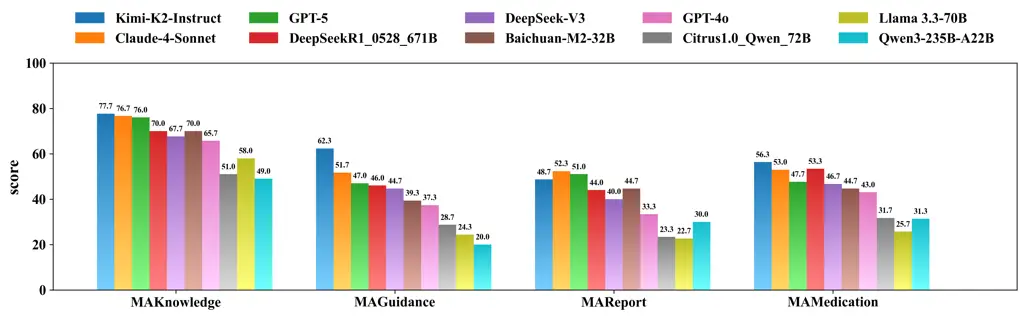 Kimi-K2-Instruct GPT-5 DeepSeek-V3 GPT-4o Llama 3.3-70B
Claude-4-Sonnet DeepSeekR1_0528_671B Baichuan-M2-32B Citrus1.0_Qwen_72B Qwen3-235B-A22B
score
100
80
60
40
20
0
77.7 76.7 76.0 70.0 67.7 70.0 65.7 51.0 58.0 49.0
62.3 51.7 47.0 46.0 44.7 39.3 37.3 28.7 24.3 20.0
48.7 52.3 51.0 44.0 40.0 44.7 33.3 23.3 22.7 30.0
56.3 53.0 47.7 53.3 46.7 44.7 43.0 31.7 25.7 31.3
MAKnowledge MAGuidance MAReport MAMedication